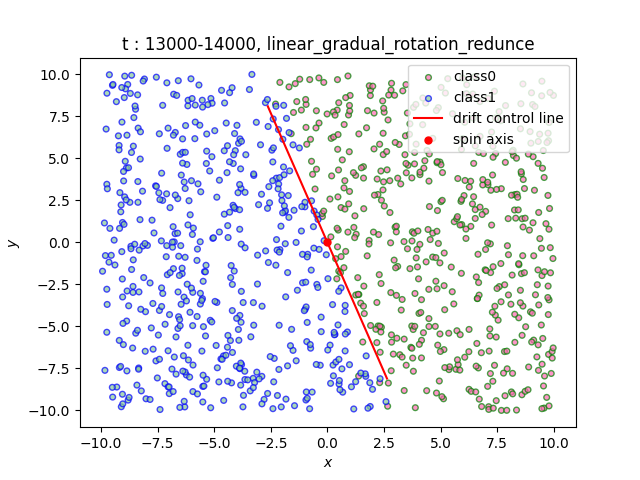 t : 13000-14000, linear_gradual_rotation_redunce
class0
class1
drift control line
spin axis
y
10.0
7.5
5.0
2.5
0.0
−2.5
−5.0
−7.5
−10.0
−10.0 −7.5 −5.0 −2.5 0.0 2.5 5.0 7.5 10.0
x